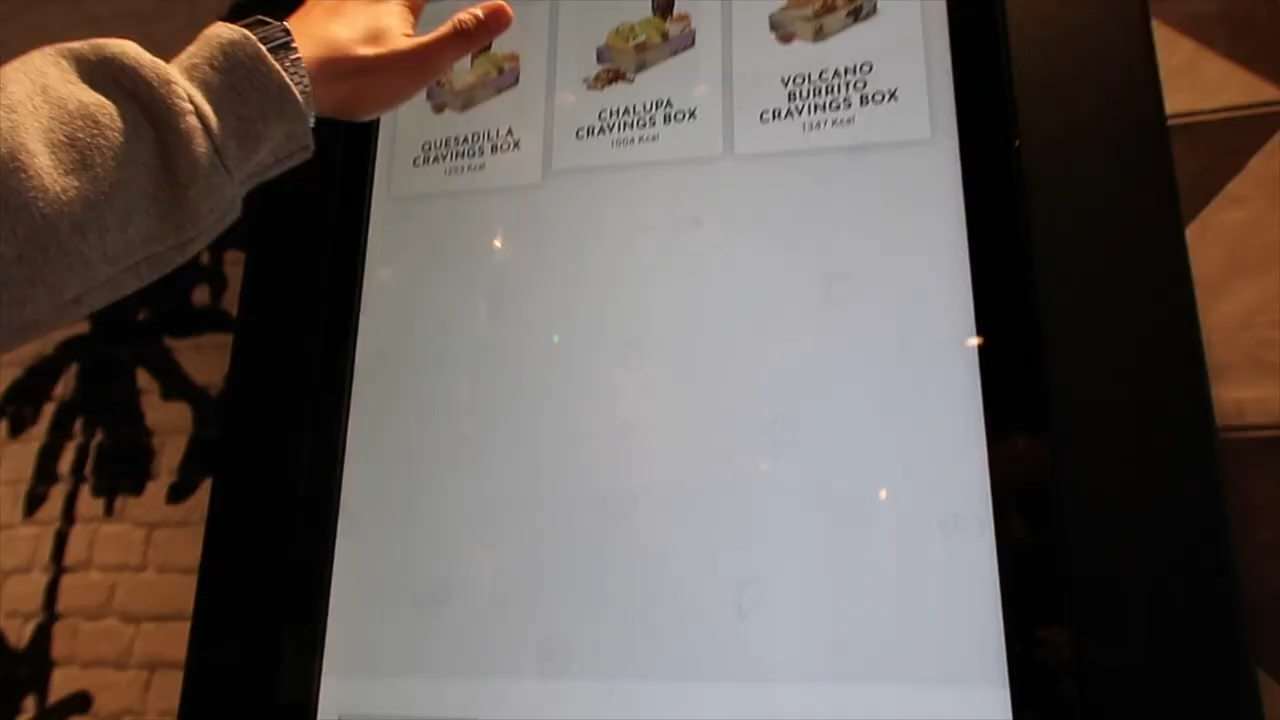 QUESADILLA
CRAVINGS BOX
CHALUPA
CRAVINGS BOX
1004 Kcal
VOLCANO
BURRITO
CRAVINGS BOX
1347 Kcal